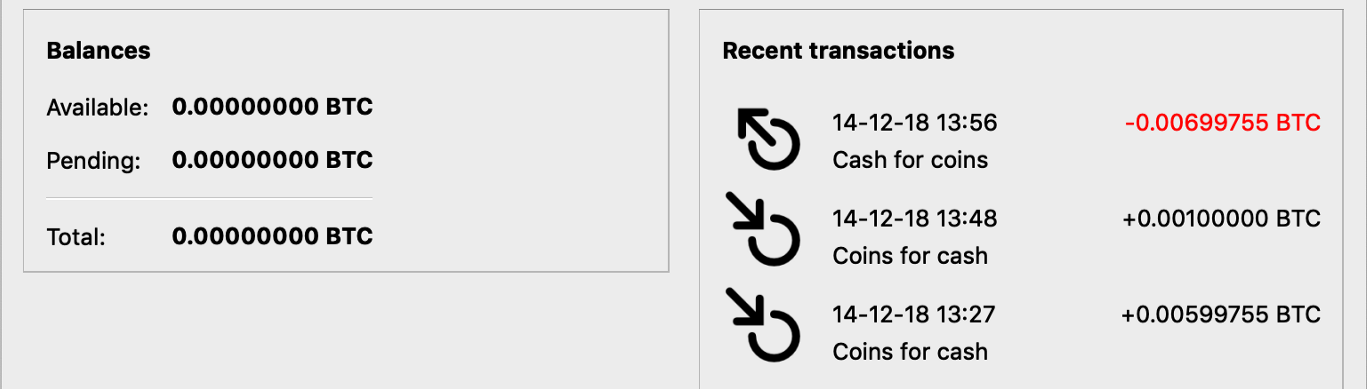 Balances
Available: 0.00000000 BTC
Pending: 0.00000000 BTC
Total: 0.00000000 BTC
Recent transactions
14-12-18 13:56 -0.00699755 BTC
Cash for coins
14-12-18 13:48 +0.00100000 BTC
Coins for cash
14-12-18 13:27 +0.00599755 BTC
Coins for cash